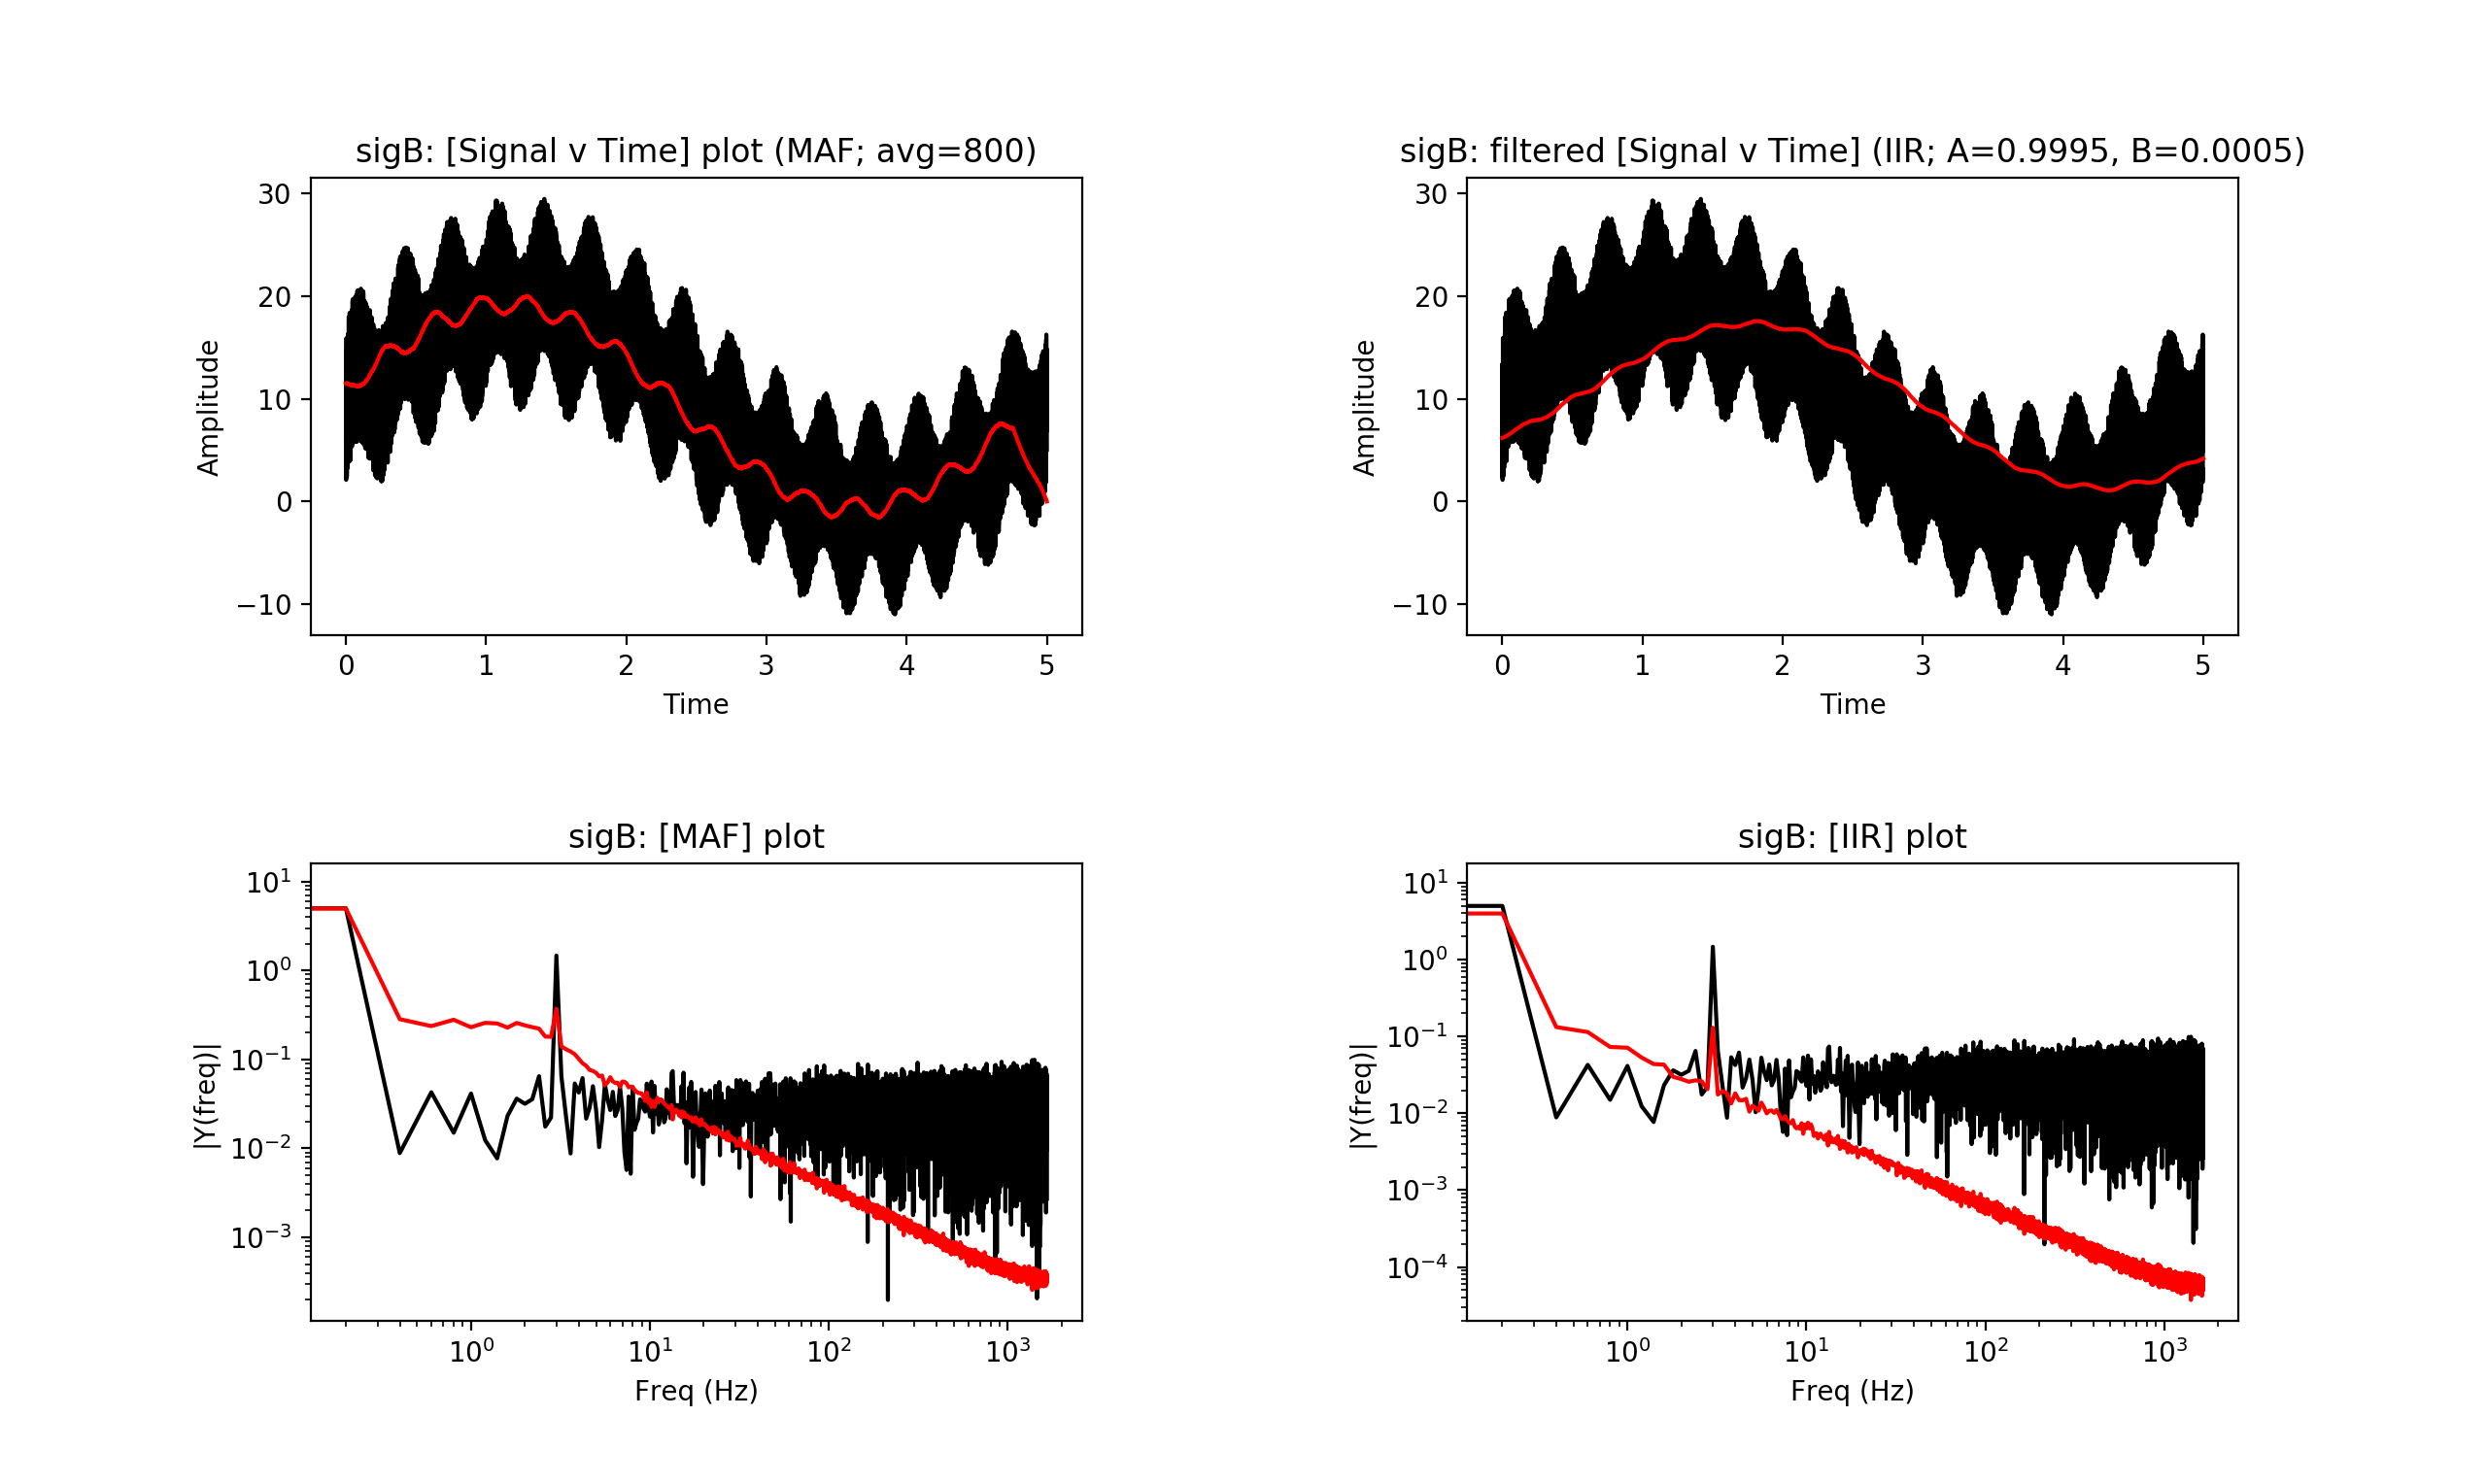 sigB: [Signal v Time] plot (MAF; avg=800)
30
20
10
0
−10
Amplitude
0 1 2 3 4 5
Time
sigB: filtered [Signal v Time] (IIR; A=0.9995, B=0.0005)
30
20
10
0
−10
Amplitude
0 1 2 3 4 5
Time
sigB: [MAF] plot
10¹
10⁰
10⁻¹
10⁻²
10⁻³
|Y(freq)|
10⁰ 10¹ 10² 10³
Freq (Hz)
sigB: [IIR] plot
10¹
10⁰
10⁻¹
10⁻²
10⁻³
10⁻⁴
|Y(freq)|
10⁰ 10¹ 10² 10³
Freq (Hz)